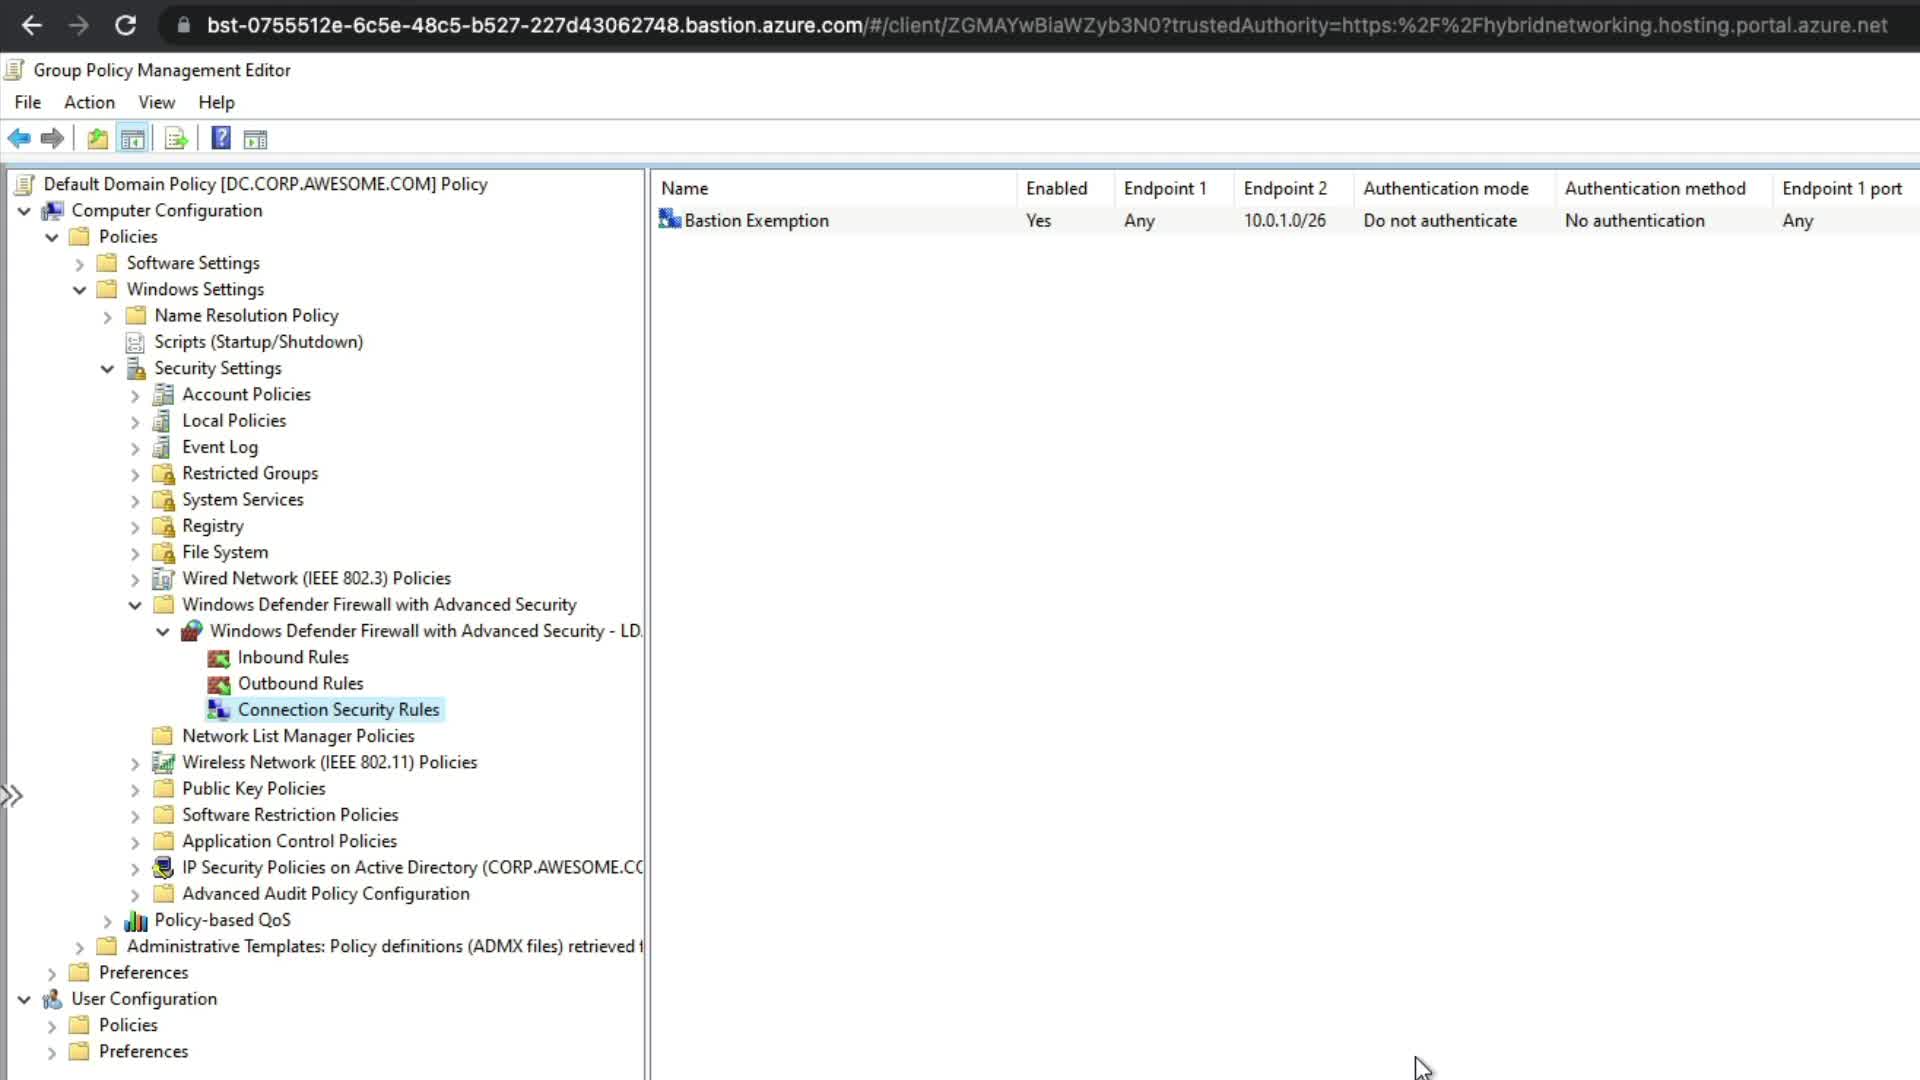 bst-0755512e-6c5e-48c5-b527-227d43062748.bastion.azure.com/#/client/ZGMAYwBiaWZyb3N0?trustedAuthority=https:%2F%2Fhybridnetworking.hosting.portal.azure.net
Group Policy Management Editor
File Action View Help
Default Domain Policy [DC.CORP.AWESOME.COM] Policy
Computer Configuration
Policies
Software Settings
Windows Settings
Name Resolution Policy
Scripts (Startup/Shutdown)
Security Settings
Account Policies
Local Policies
Event Log
Restricted Groups
System Services
Registry
File System
Wired Network (IEEE 802.3) Policies
Windows Defender Firewall with Advanced Security
Windows Defender Firewall with Advanced Security - LD
Inbound Rules
Outbound Rules
Connection Security Rules
Network List Manager Policies
Wireless Network (IEEE 802.11) Policies
Public Key Policies
Software Restriction Policies
Application Control Policies
IP Security Policies on Active Directory (CORP.AWESOME.CO
Advanced Audit Policy Configuration
Policy-based QoS
Administrative Templates: Policy definitions (ADMX files) retrieved
Preferences
User Configuration
Policies
Preferences
Name Enabled Endpoint 1 Endpoint 2 Authentication mode Authentication method Endpoint 1 port
Bastion Exemption Yes Any 10.0.1.0/26 Do not authenticate No authentication Any